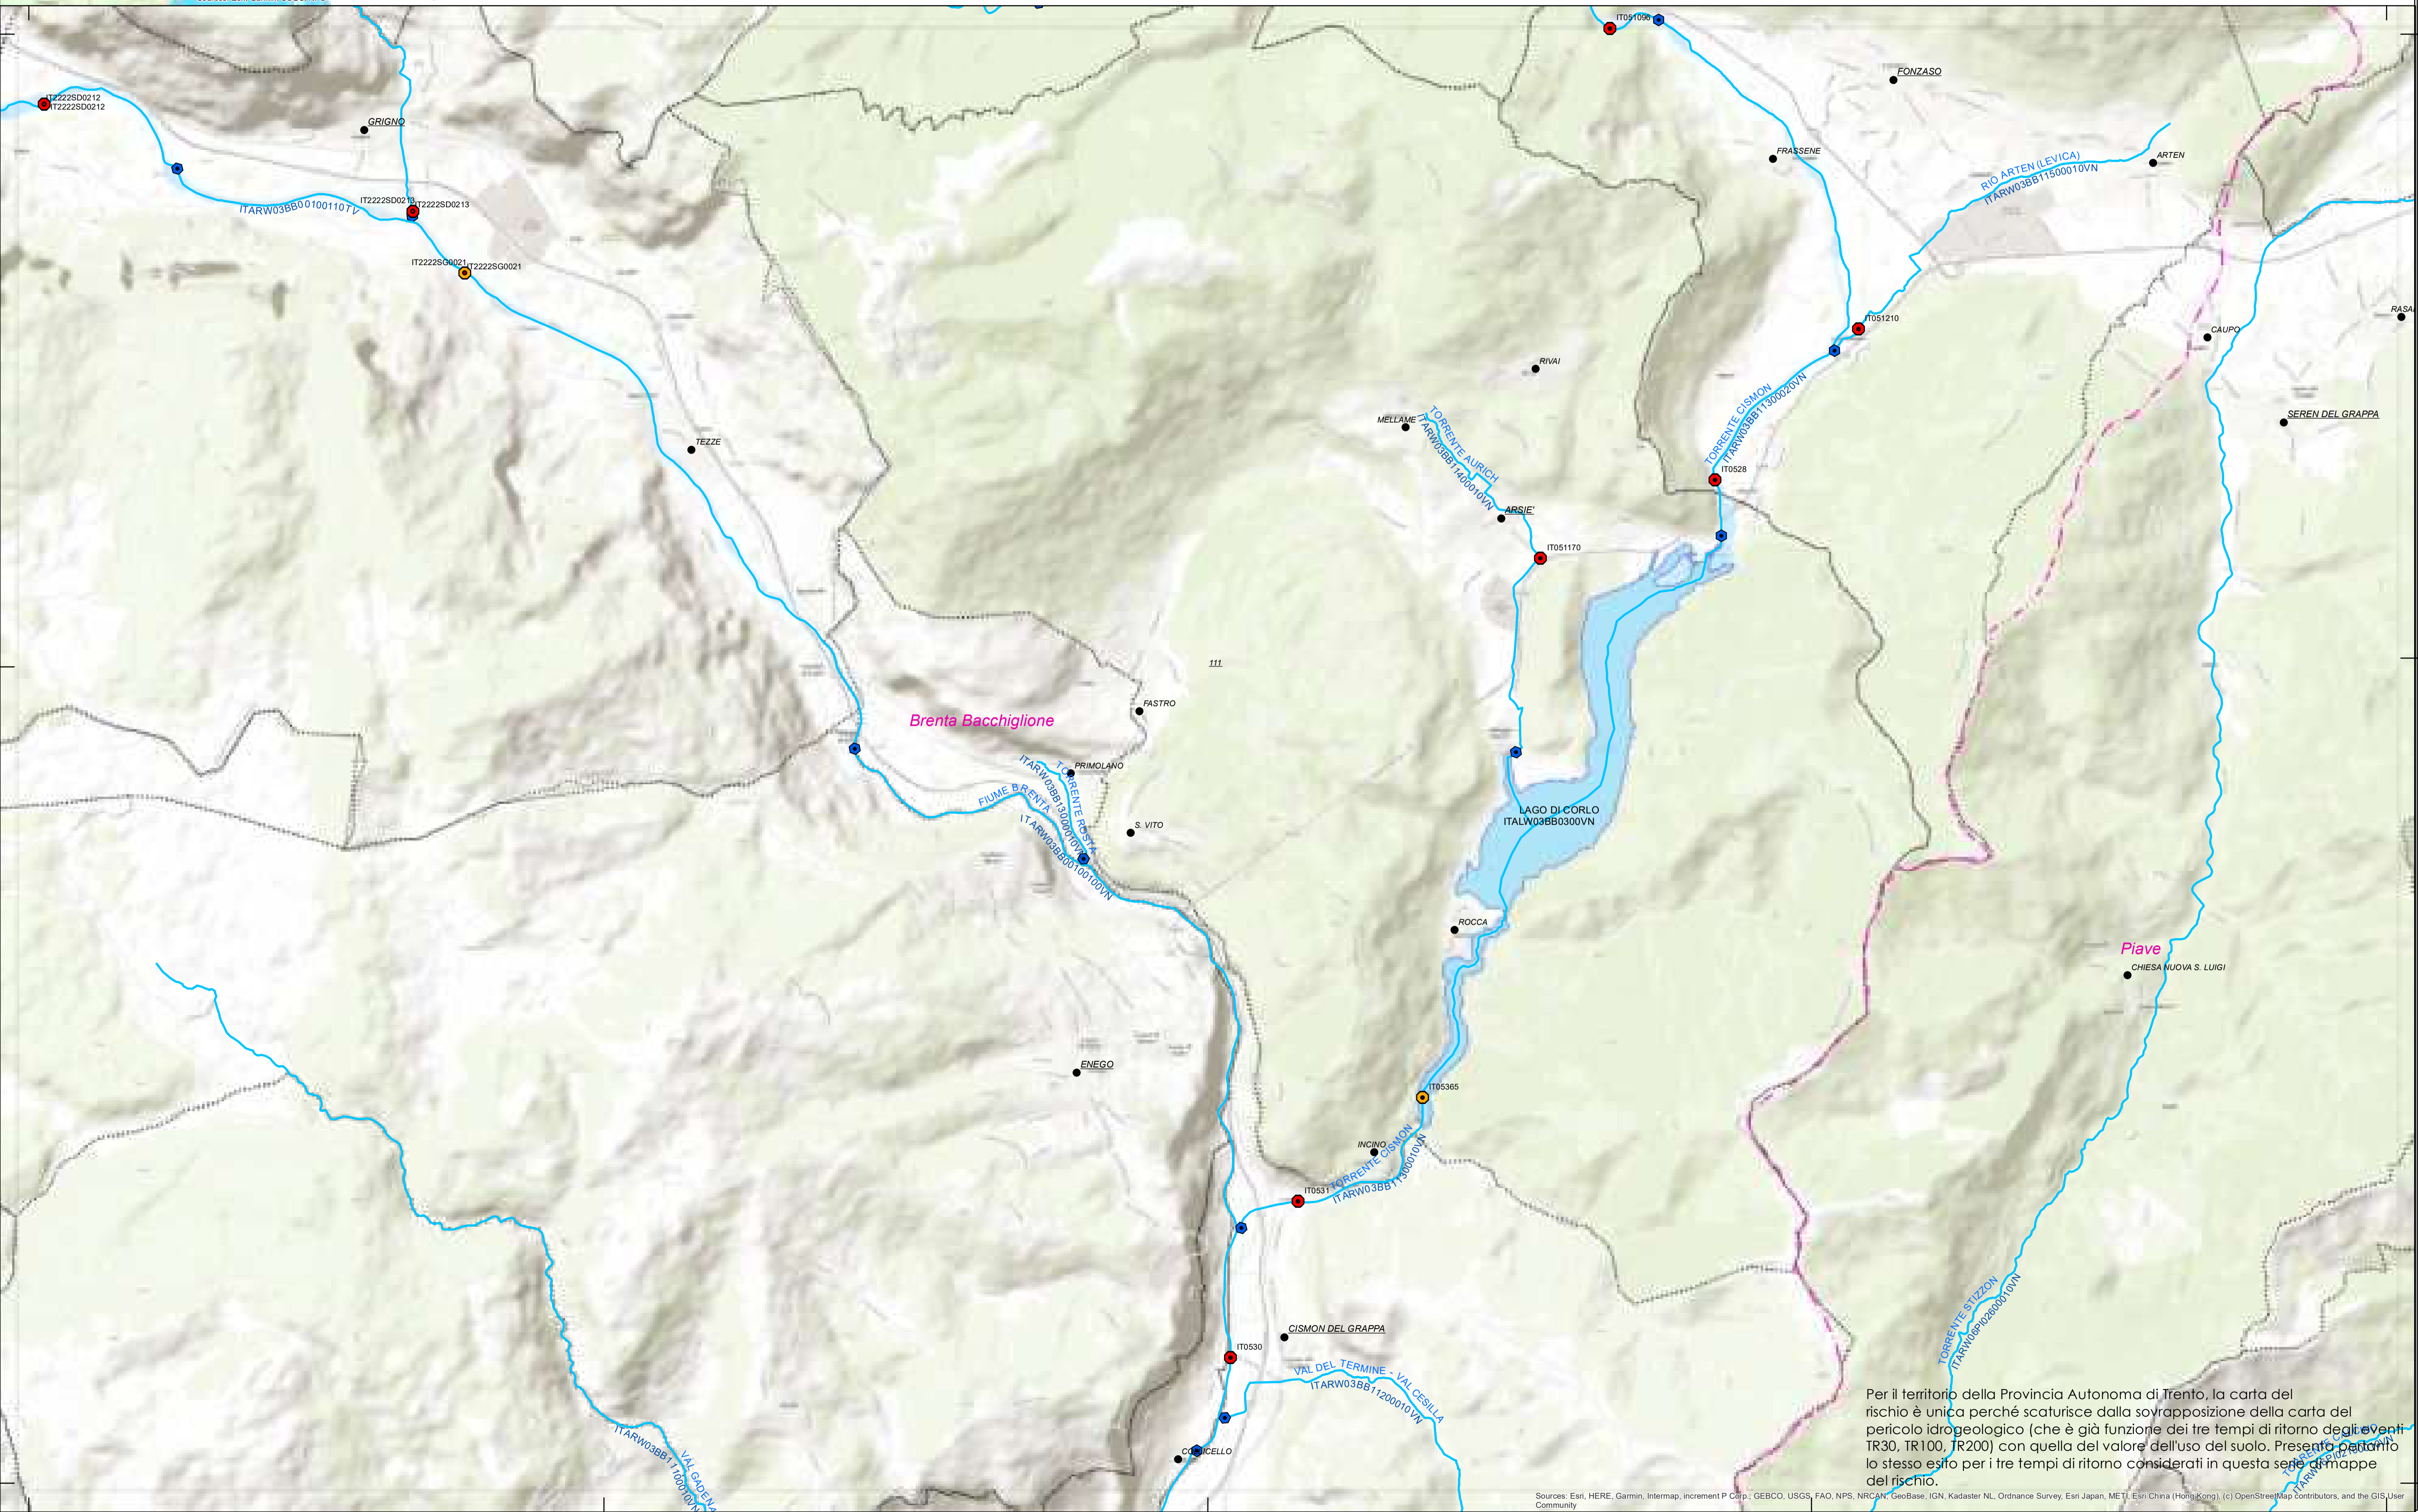 IT051096
FONZASO
IT2222SD0212
IT2222SD0212
GRIGNO
FRASSENE
ARTEN
RIO ARTEN (LEVICA)
ITARW03BB11500010VN
ITARW03BB00100110TV
IT2222SD0213
IT2222SD0213
IT2222SG0021
IT2222SG0021
IT051210
CAUPO
RIVAI
TORRENTE CISMON
ITARW03BB11300020VN
MELLAME
TORRENTE AURICH
ITARW03BB11400010VN
SEREN DEL GRAPPA
TEZZE
IT0528
ARSIE'
IT051170
111
FASTRO
Brenta Bacchiglione
PRIMOLANO
TORRENTE ROSTA
FIUME BRENTA
ITARW03BB00100100VN
S. VITO
LAGO DI CORLO
ITALW03BB0300VN
ROCCA
Piave
CHIESA NUOVA S. LUIGI
ENEGO
IT05365
INCINO
TORRENTE CISMON
ITARW03BB11300010VN
IT0531
CISMON DEL GRAPPA
IT0530
VAL DEL TERMINE - VAL CESILLA
ITARW03BB11200010VN
TORRENTE STIZZON
ITARW06PI02600010VN
ITARW03BB11100010VN
VAL GADENA
Per il territorio della Provincia Autonoma di Trento, la carta del
rischio è unica perché scaturisce dalla sovrapposizione della carta del
pericolo idrogeologico (che è già funzione dei tre tempi di ritorno degli eventi
TR30, TR100, TR200) con quella del valore dell'uso del suolo. Presenta pertanto
lo stesso esito per i tre tempi di ritorno considerati in questa serie di mappe
del rischio.
Sources: Esri, HERE, Garmin, Intermap, increment P Corp., GEBCO, USGS, FAO, NPS, NRCAN, GeoBase, IGN, Kadaster NL, Ordnance Survey, Esri Japan, METI, Esri China (Hong Kong), (c) OpenStreetMap contributors, and the GIS User
Community